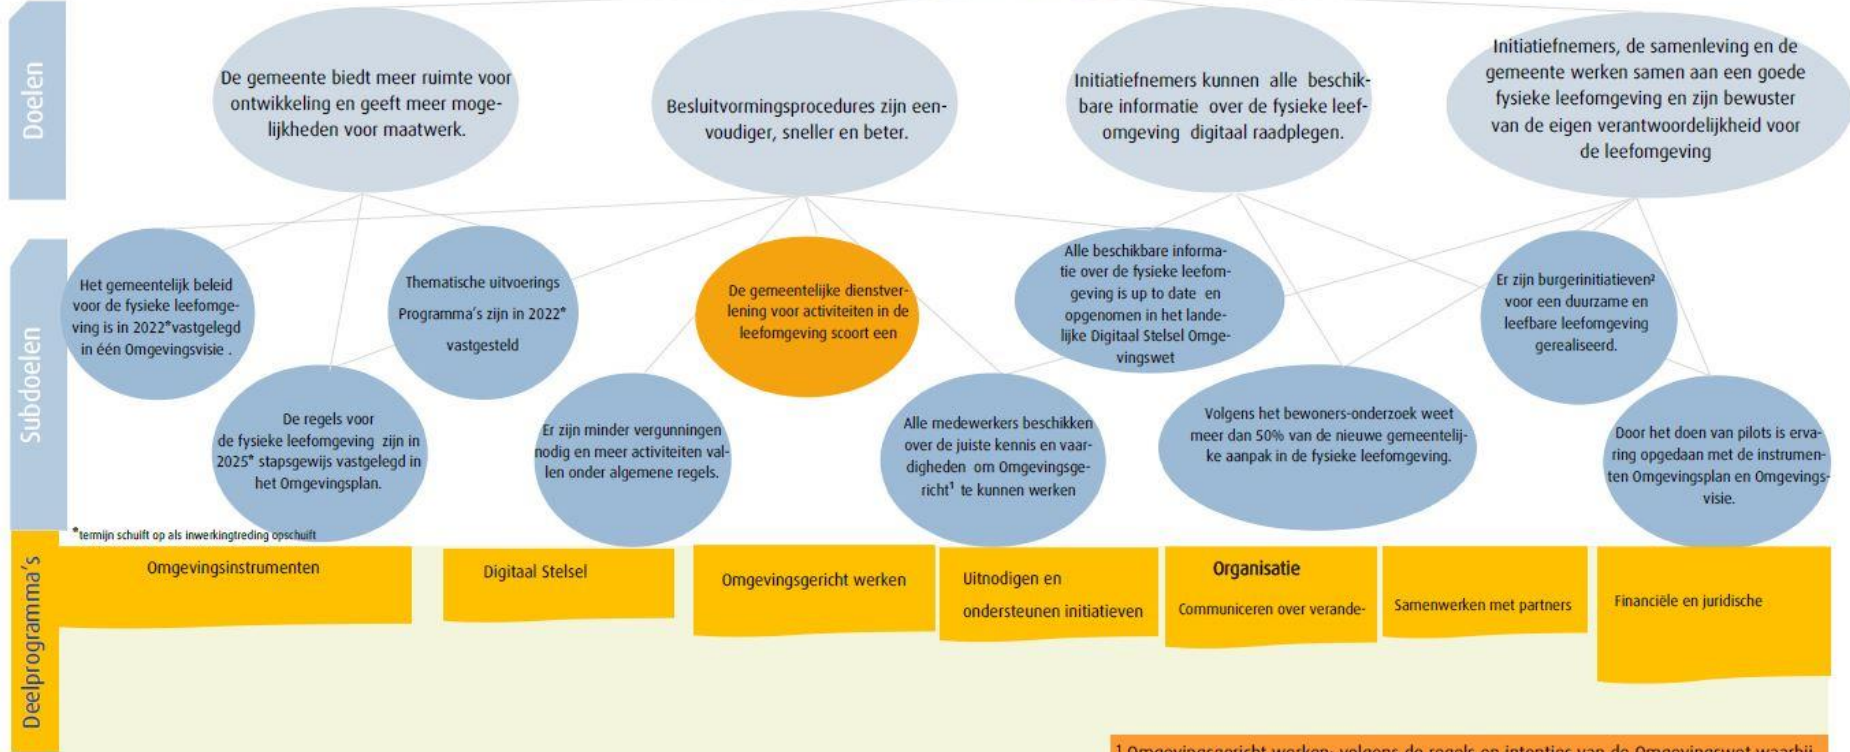 Doelen
De gemeente biedt meer ruimte voor
ontwikkeling en geeft meer moge-
lijkheden voor maatwerk.
Besluitvormingsprocedures zijn een-
voudiger, sneller en beter.
Initiatiefnemers kunnen alle beschik-
bare informatie over de fysieke leef-
omgeving digitaal raadplegen.
Initiatiefnemers, de samenleving en de
gemeente werken samen aan een goede
fysieke leefomgeving en zijn bewuster
van de eigen verantwoordelijkheid voor
de leefomgeving
Subdoelen
Het gemeentelijk beleid
voor de fysieke leefomge-
ving is in 2022*vastgelegd
in één Omgevingsvisie .
De regels voor
de fysieke leefomgeving zijn in
2025* stapsgewijs vastgelegd in
het Omgevingsplan.
Thematische uitvoerings
Programma's zijn in 2022*
vastgesteld
Er zijn minder vergunningen
nodig en meer activiteiten val-
len onder algemene regels.
De gemeentelijke dienstver-
lening voor activiteiten in de
leefomgeving scoort een
Alle medewerkers beschikken
over de juiste kennis en vaar-
digheden om Omgevingsge-
richt¹ te kunnen werken
Alle beschikbare informa-
tie over de fysieke leefom-
geving is up to date en
opgenomen in het lande-
lijke Digitaal Stelsel Omge-
vingswet
Volgens het bewoners-onderzoek weet
meer dan 50% van de nieuwe gemeentelij-
ke aanpak in de fysieke leefomgeving.
Er zijn burgerinitiatieven²
voor een duurzame en
leefbare leefomgeving
gerealiseerd.
Door het doen van pilots is erva-
ring opgedaan met de instrumen-
ten Omgevingsplan en Omgevings-
visie.
*termijn schuift op als inwerkingtreding opschuift
Deelprogramma's
Omgevingsinstrumenten
Digitaal Stelsel
Omgevingsgericht werken
Uitnodigen en
ondersteunen initiatieven
Organisatie
Communiceren over verande-
Samenwerken met partners
Financiële en juridische
¹ Omgevingsgericht werken: volgens de regels en intenties van de Omgevingswet waarbij